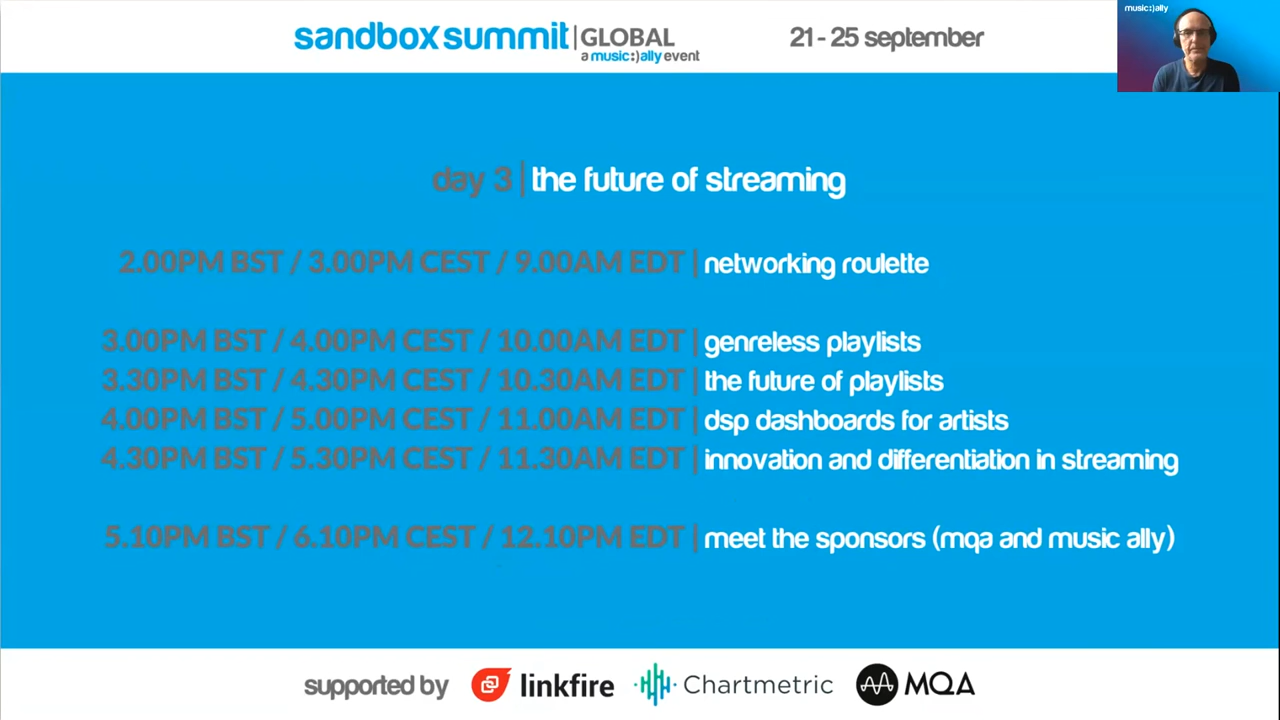 sandbox summit | GLOBAL
a music:)ally event
21 - 25 september
music:)ally
day 3 | the future of streaming
2.00PM BST / 3.00PM CEST / 9.00AM EDT | networking roulette
3.00PM BST / 4.00PM CEST / 10.00AM EDT | genreless playlists
3.30PM BST / 4.30PM CEST / 10.30AM EDT | the future of playlists
4.00PM BST / 5.00PM CEST / 11.00AM EDT | dsp dashboards for artists
4.30PM BST / 5.30PM CEST / 11.30AM EDT | innovation and differentiation in streaming
5.10PM BST / 6.10PM CEST / 12.10PM EDT | meet the sponsors (mqa and music ally)
supported by linkfire Chartmetric MQA